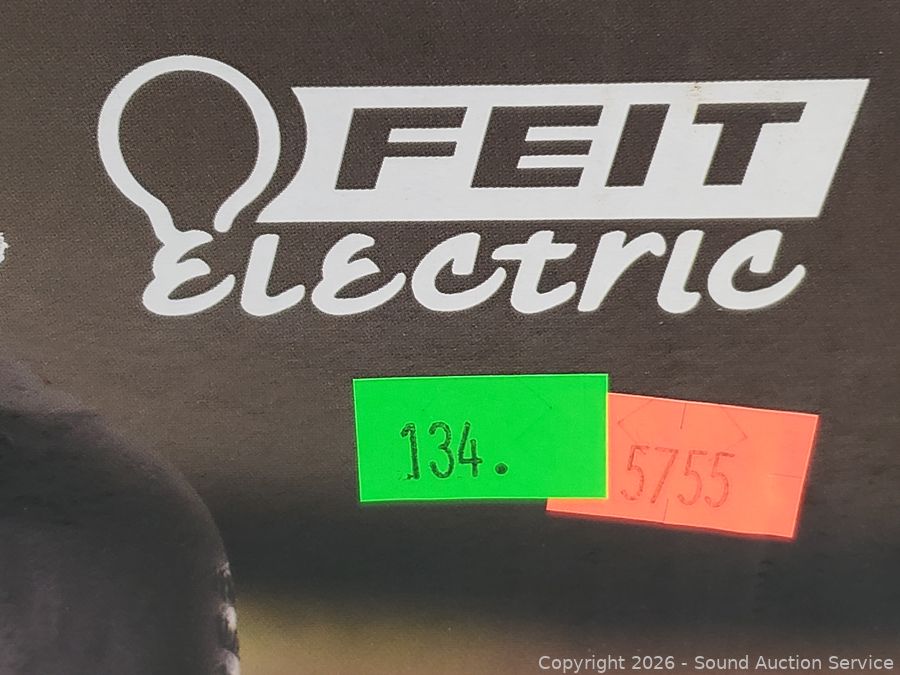 FEIT
Electric
134.
5755
Copyright 2026 - Sound Auction Service